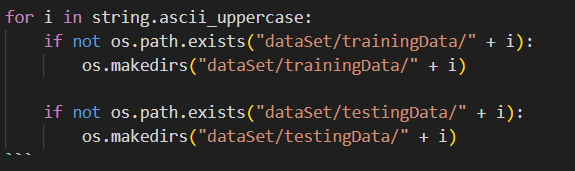 for i in string.ascii_uppercase:
    if not os.path.exists("dataSet/trainingData/" + i):
        os.makedirs("dataSet/trainingData/" + i)

    if not os.path.exists("dataSet/testingData/" + i):
        os.makedirs("dataSet/testingData/" + i)
```